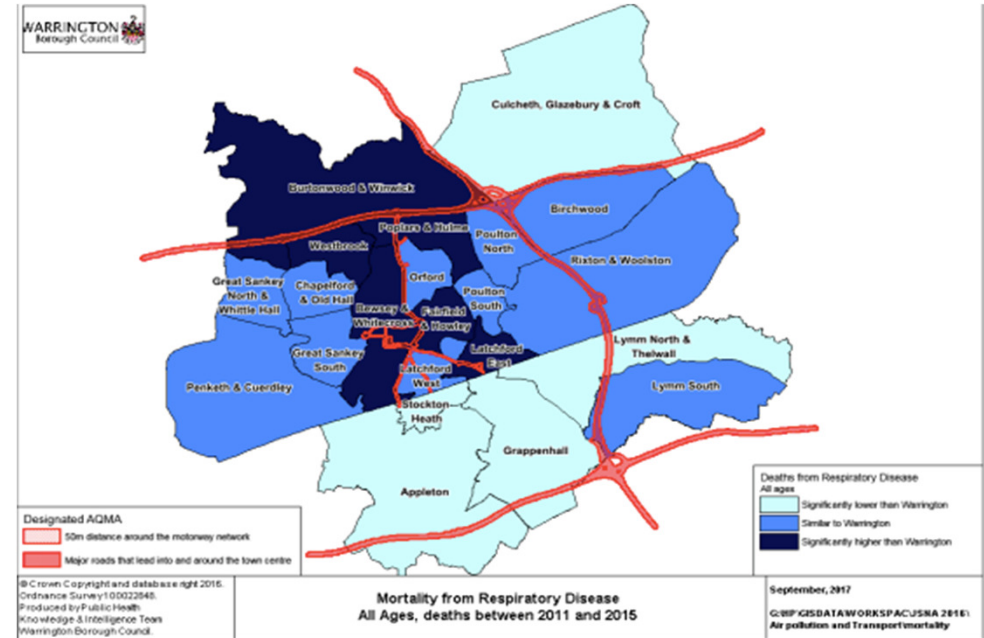 WARRINGTON
Borough Council
Culcheth, Glazebury & Croft
Burtonwood & Winwick
Birchwood
Poplars & Hulme
Poulton
North
Westbrook
Rixton & Woolston
Orford
Great Sankey
North &
Whittle Hall
Chapelford
& Old Hall
Poulton
South
Bewsey &
Whitecross
Fairfield
& Howley
Great Sankey
South
Latchford
East
Lymm North &
Thelwall
Penketh & Cuerdley
Latchford
West
Lymm South
Stockton
Heath
Grappenhall
Appleton
Deaths from Respiratory Disease
All ages
Significantly lower than Warrington
Similar to Warrington
Significantly higher than Warrington
Designated AQMA
50m distance around the motorway network
Major roads that lead into and around the town centre
© Crown Copyright and database right 2016.
Ordnance Survey 100022848.
Produced by Public Health
Knowledge & Intelligence Team
Warrington Borough Council.
Mortality from Respiratory Disease
All Ages, deaths between 2011 and 2015
September, 2017
G:\IIP\GISDATA\WORKSPAC\JSNA 2016\
Air pollution and Transport\mortality